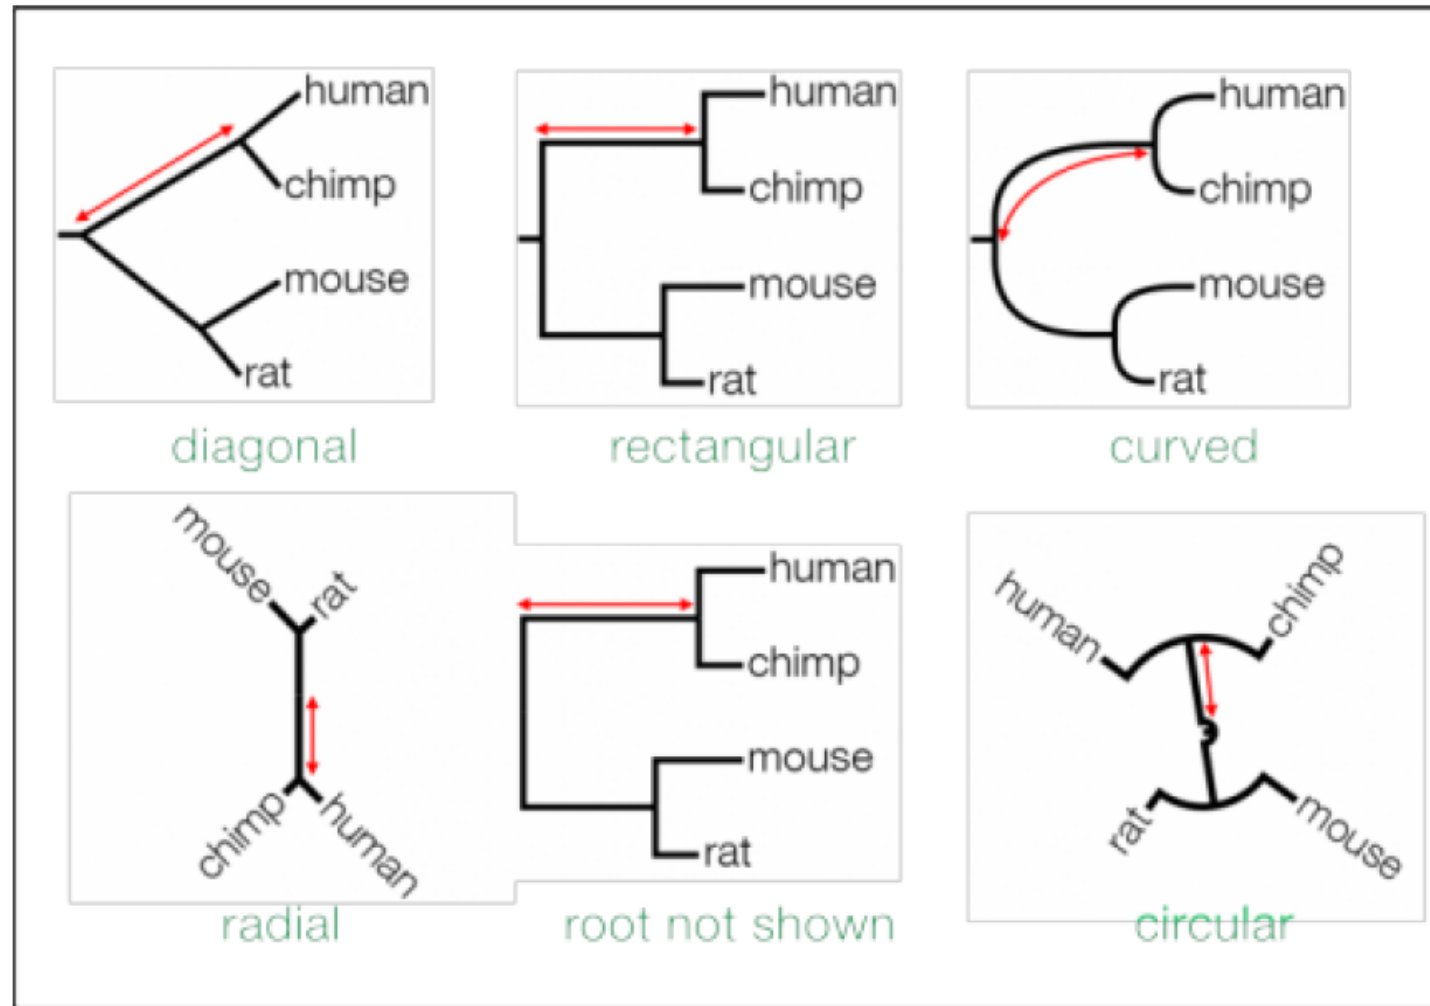 human
chimp
mouse
rat
diagonal
human
chimp
mouse
rat
rectangular
human
chimp
mouse
rat
curved
mouse
rat
chimp
human
radial
human
chimp
mouse
rat
root not shown
human
chimp
rat
mouse
circular